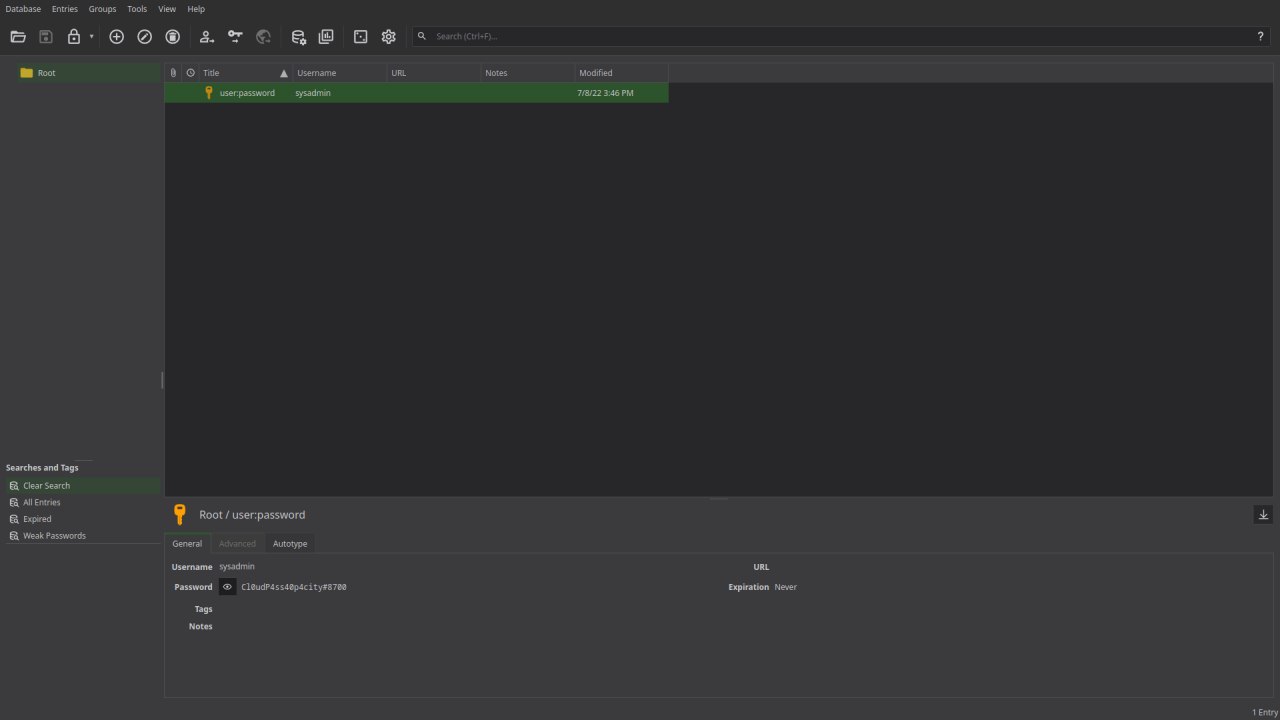 Database Entries Groups Tools View Help
Search (Ctrl+F)... ?
Root
Title Username URL Notes Modified
user:password sysadmin 7/8/22 3:46 PM
Searches and Tags
Clear Search
All Entries
Expired
Weak Passwords
Root / user:password
General Advanced Autotype
Username sysadmin URL
Password Cl0udP4ss40p4city#8700 Expiration Never
Tags
Notes
1 Entry